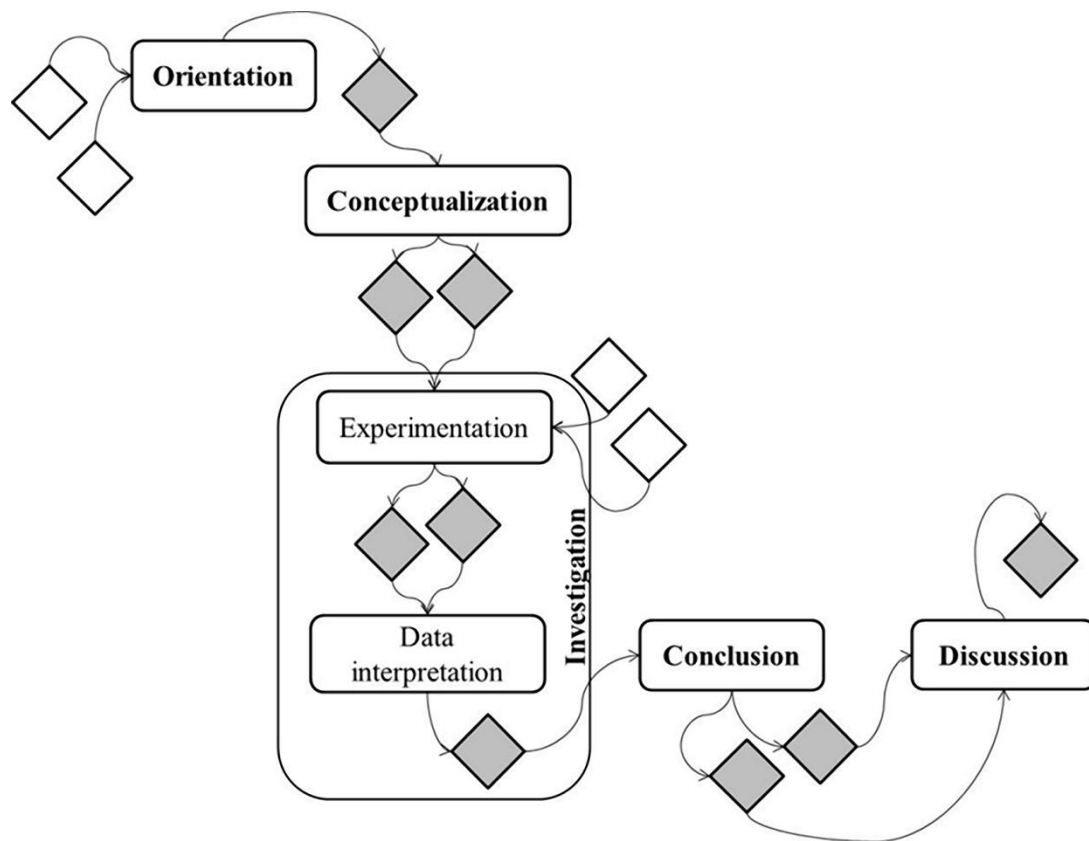 Orientation
Conceptualization
Experimentation
Investigation
Data
interpretation
Conclusion
Discussion